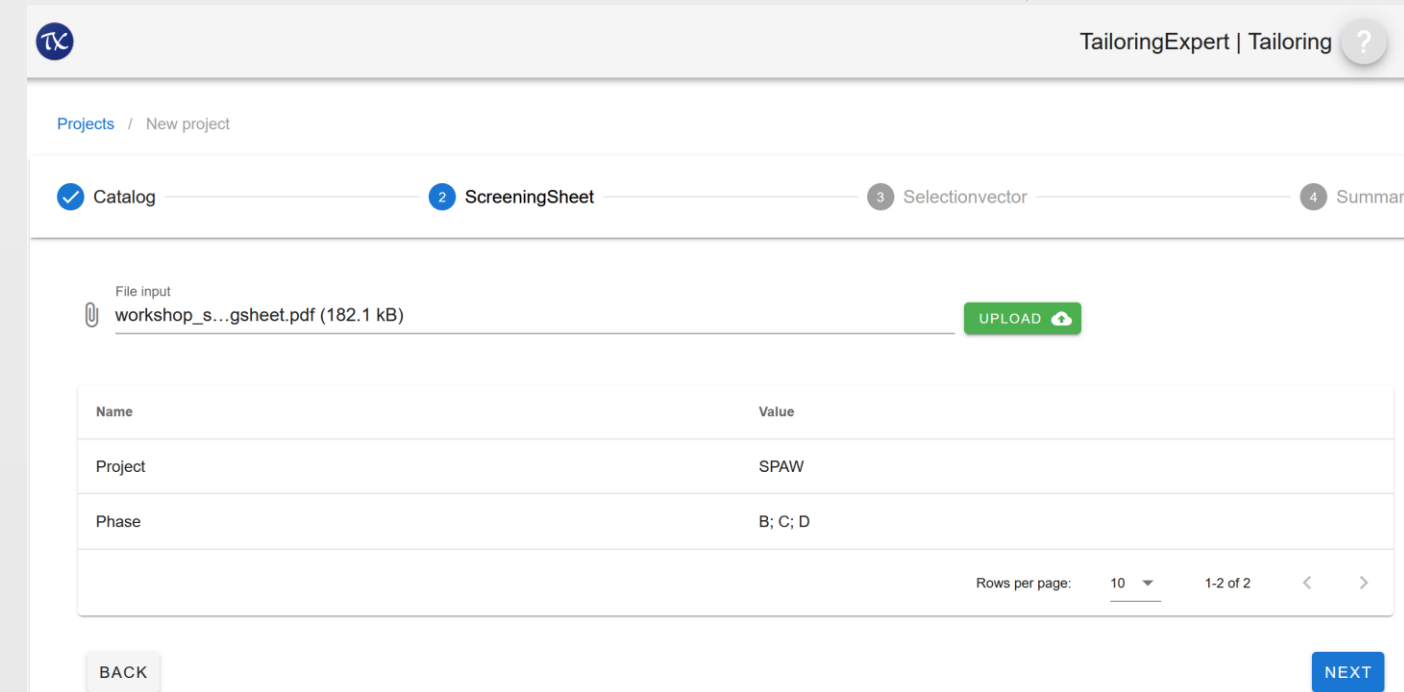 TX
TailoringExpert | Tailoring ?
Projects / New project
Catalog 2 ScreeningSheet 3 Selectionvector 4 Summar
File input
workshop_s...gsheet.pdf (182.1 kB) UPLOAD
Name Value
Project SPAW
Phase B; C; D
Rows per page: 10 1-2 of 2
BACK NEXT